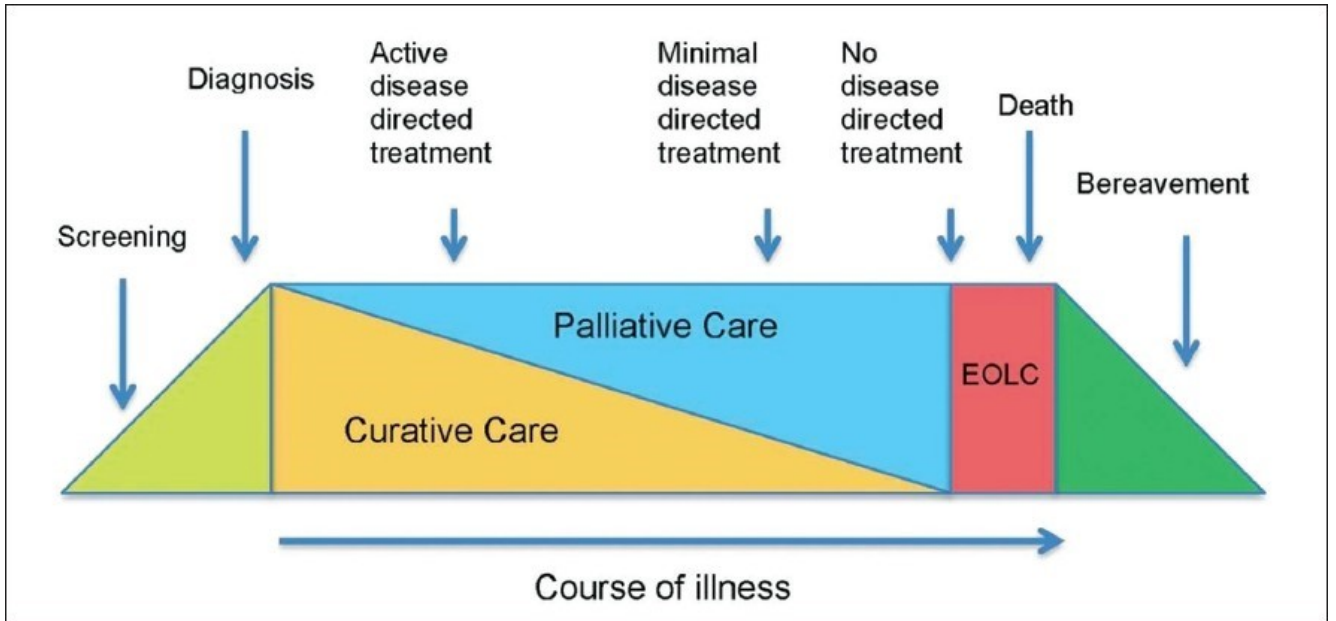 Screening
Diagnosis
Active
disease
directed
treatment
Minimal
disease
directed
treatment
No
disease
directed
treatment
Death
Bereavement
Palliative Care
Curative Care
EOLC
Course of illness